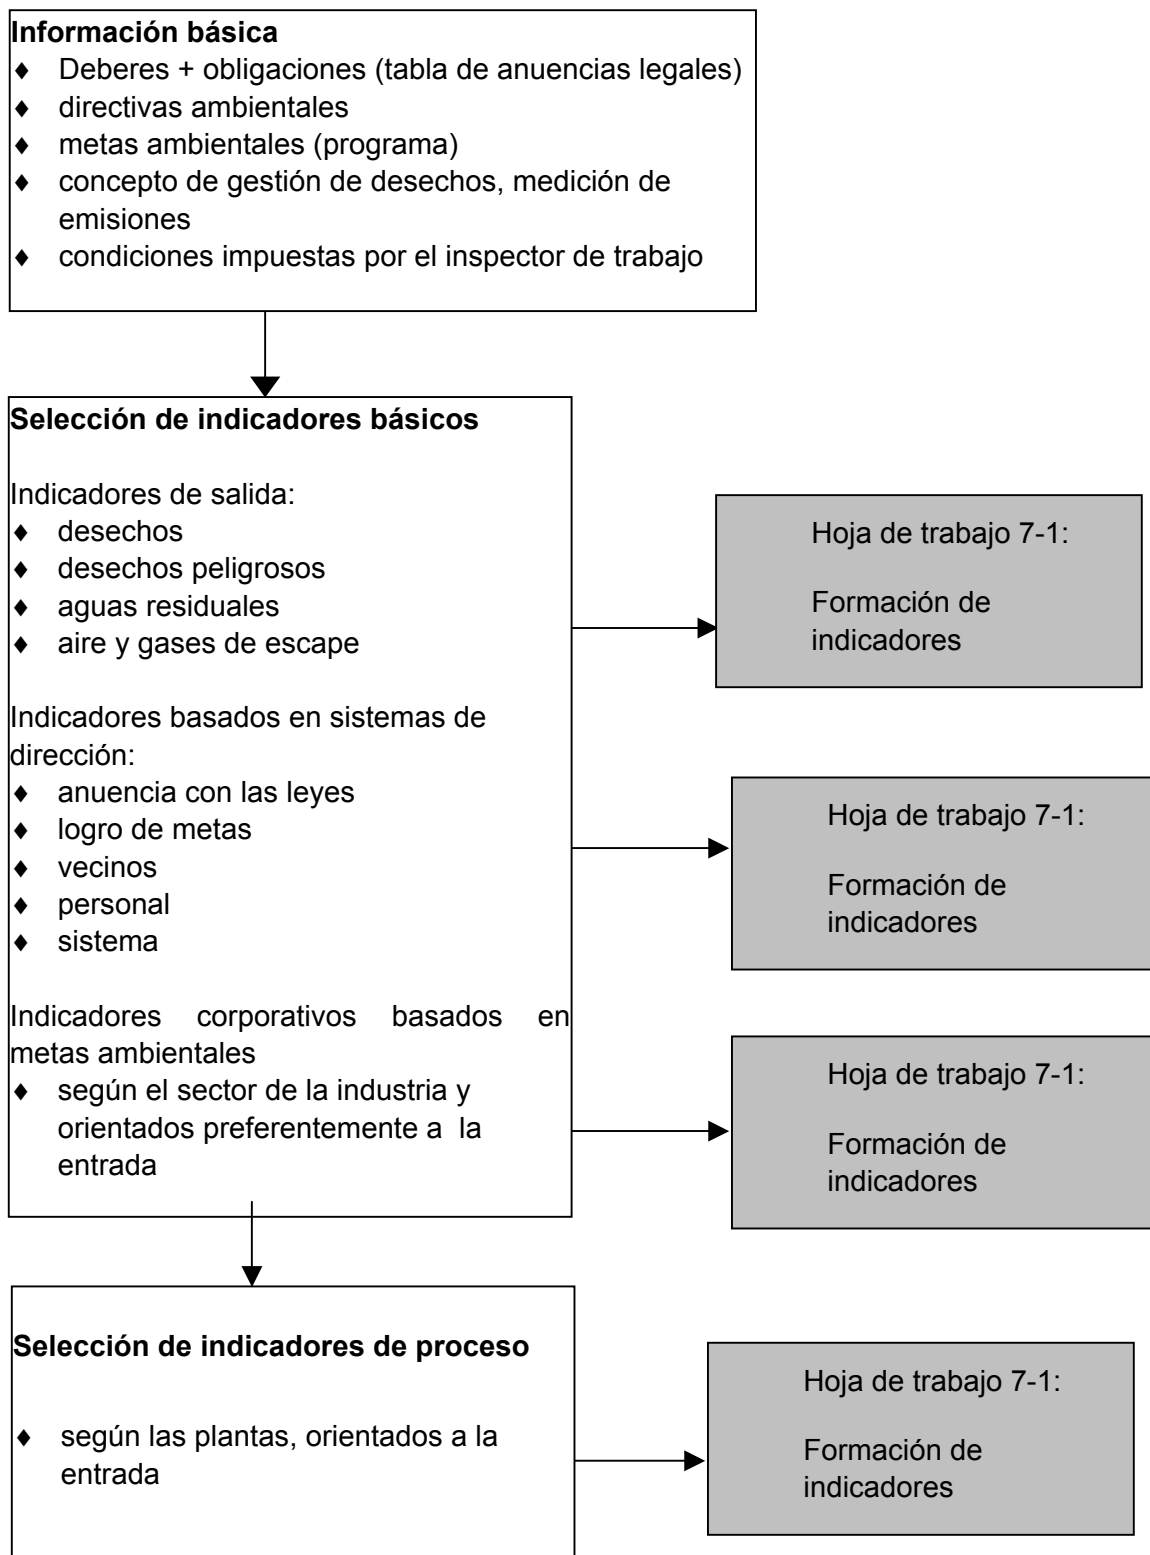 Información básica
♦ Deberes + obligaciones (tabla de anuencias legales)
♦ directivas ambientales
♦ metas ambientales (programa)
♦ concepto de gestión de desechos, medición de
emisiones
♦ condiciones impuestas por el inspector de trabajo
Selección de indicadores básicos
Indicadores de salida:
♦ desechos
♦ desechos peligrosos
♦ aguas residuales
♦ aire y gases de escape
Hoja de trabajo 7-1:
Formación de
indicadores
Indicadores basados en sistemas de
dirección:
♦ anuencia con las leyes
♦ logro de metas
♦ vecinos
♦ personal
♦ sistema
Hoja de trabajo 7-1:
Formación de
indicadores
Indicadores corporativos basados en
metas ambientales
♦ según el sector de la industria y
orientados preferentemente a la
entrada
Hoja de trabajo 7-1:
Formación de
indicadores
Selección de indicadores de proceso
♦ según las plantas, orientados a la
entrada
Hoja de trabajo 7-1:
Formación de
indicadores